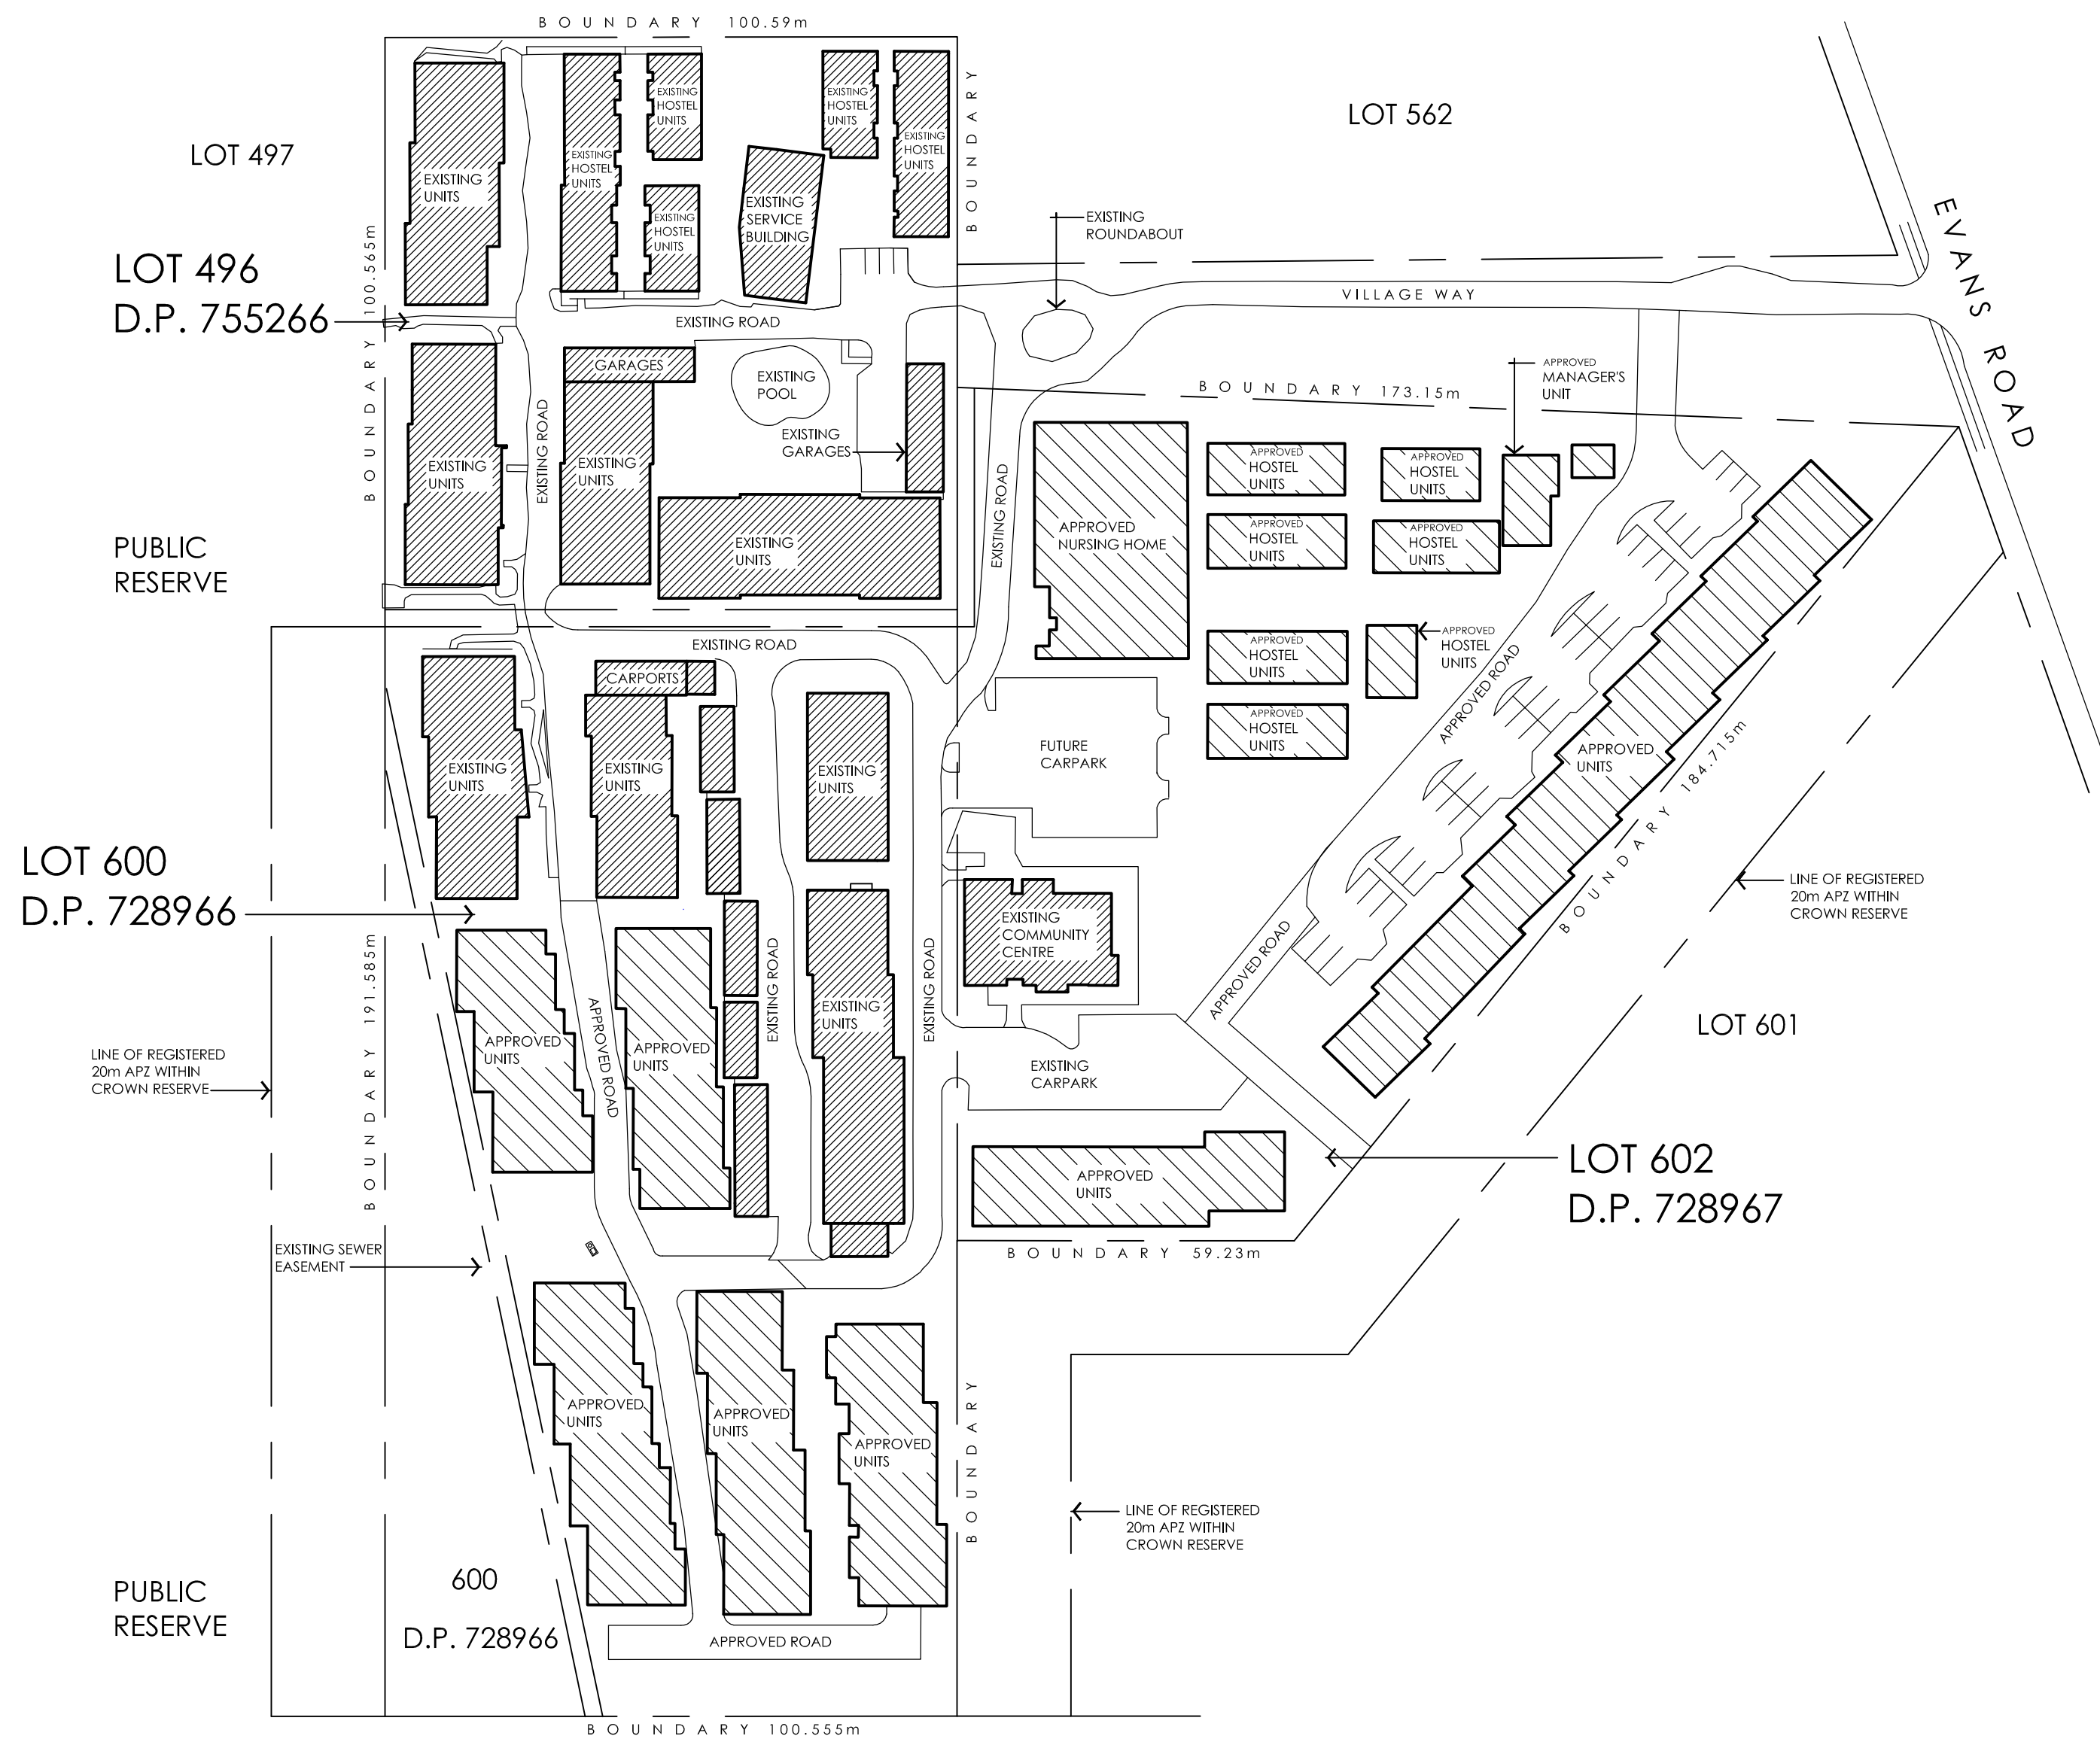 BOUNDARY 100.59m
LOT 497
LOT 562
EXISTING
UNITS
EXISTING
HOSTEL
UNITS
EXISTING
HOSTEL
UNITS
EXISTING
HOSTEL
UNITS
EXISTING
HOSTEL
UNITS
EXISTING
HOSTEL
UNITS
EXISTING
SERVICE
BUILDING
BOUNDARY
EVANS ROAD
EXISTING
ROUNDABOUT
BOUNDARY 100.565m
LOT 496
D.P. 755266
VILLAGE WAY
EXISTING ROAD
GARAGES
EXISTING
POOL
EXISTING
GARAGES
EXISTING ROAD
EXISTING
UNITS
EXISTING
UNITS
EXISTING
UNITS
EXISTING ROAD
BOUNDARY 173.15m
APPROVED
MANAGER'S
UNIT
APPROVED
NURSING HOME
APPROVED
HOSTEL
UNITS
APPROVED
HOSTEL
UNITS
APPROVED
HOSTEL
UNITS
APPROVED
HOSTEL
UNITS
APPROVED
HOSTEL
UNITS
APPROVED
HOSTEL
UNITS
APPROVED
HOSTEL
UNITS
PUBLIC
RESERVE
EXISTING ROAD
CARPORTS
EXISTING
UNITS
EXISTING
UNITS
EXISTING
UNITS
FUTURE
CARPARK
APPROVED ROAD
APPROVED
UNITS
BOUNDARY 184.715m
LINE OF REGISTERED
20m APZ WITHIN
CROWN RESERVE
LOT 600
D.P. 728966
EXISTING
COMMUNITY
CENTRE
APPROVED ROAD
BOUNDARY 191.585m
APPROVED
UNITS
APPROVED ROAD
APPROVED
UNITS
EXISTING ROAD
EXISTING
UNITS
EXISTING ROAD
EXISTING
CARPARK
LOT 601
LINE OF REGISTERED
20m APZ WITHIN
CROWN RESERVE
APPROVED
UNITS
LOT 602
D.P. 728967
EXISTING SEWER
EASEMENT
BOUNDARY 59.23m
APPROVED
UNITS
APPROVED
UNITS
APPROVED
UNITS
BOUNDARY
LINE OF REGISTERED
20m APZ WITHIN
CROWN RESERVE
PUBLIC
RESERVE
600
D.P. 728966
APPROVED ROAD
BOUNDARY 100.555m